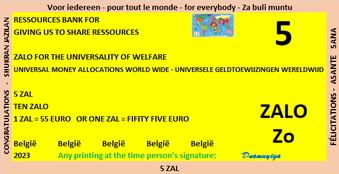 Voor iedereen - pour tout le monde - for everybody - Za buli muntu
RESSOURCES BANK FOR
GIVING US TO SHARE RESSOURCES
5
ZALO FOR THE UNIVERSALITY OF WELFARE
UNIVERSAL MONEY ALLOCATIONS WORLD WIDE - UNIVERSELE GELDTOEWIJZINGEN WERELDWIJD
5 ZAL
TEN ZALO
1 ZAL = 55 EURO OR ONE ZAL = FIFITY FIVE EURO
ZALO
Zo
België België België België België
2023 Any printing at the time person's signature: Dramuqiga
5 ZAL
CONGRATULATIONS - SHUKRAN JAZILAN
FÉLICITATIONS - ASANTE SANA